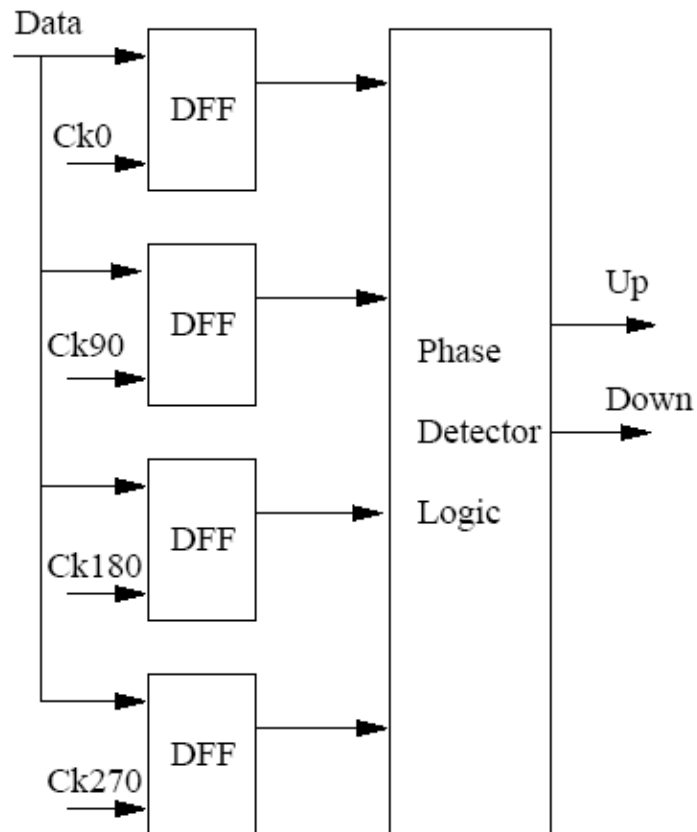 Data
DFF
Ck0
DFF
Ck90
DFF
Ck180
DFF
Ck270
Phase
Detector
Logic
Up
Down